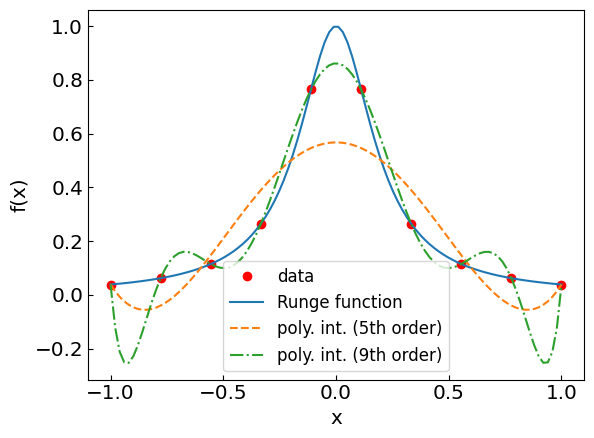 1.0
0.8
0.6
0.4
0.2
0.0
−0.2
f(x)
data
Runge function
poly. int. (5th order)
poly. int. (9th order)
−1.0 −0.5 0.0 0.5 1.0
x